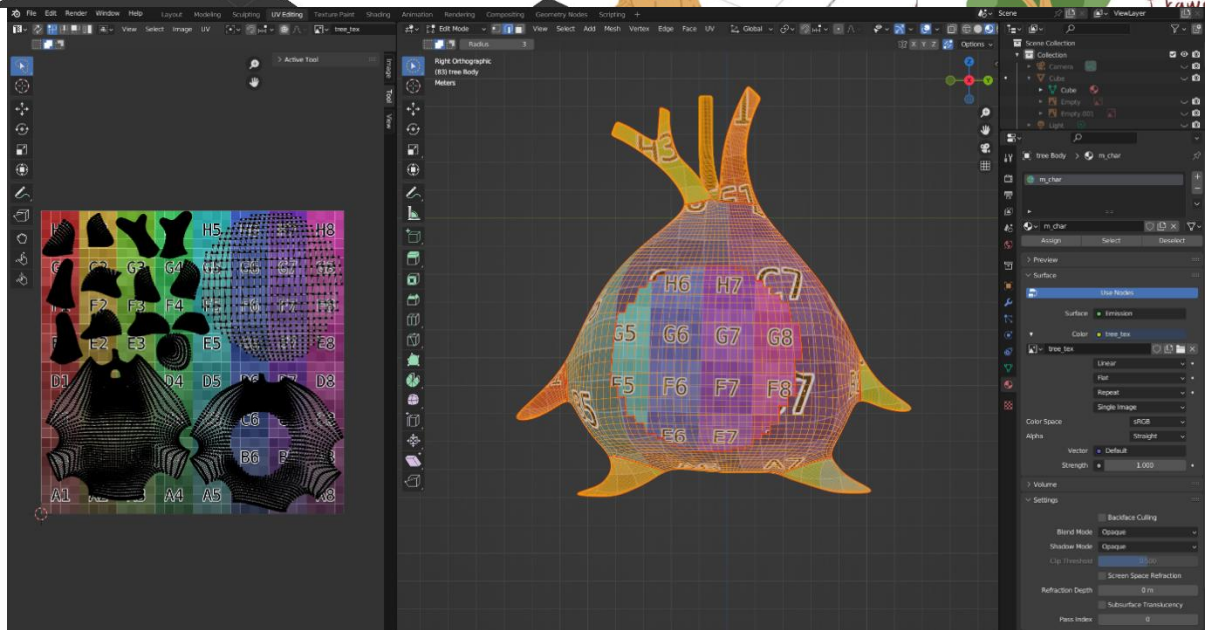 File Edit Render Window Help Layout Modeling Sculpting UV Editing Texture Paint Shading Animation Rendering Compositing Geometry Nodes Scripting + Scene ViewLayer
View Select Image UV tree_tex
Edit Mode View Select Add Mesh Vertex Edge Face UV Global
Radius 3
X Y Z Options
Active Tool
Image
Tool
View
Right Orthographic
(83) tree Body
Meters
Scene Collection
Collection
Camera
Cube
Cube
Empty
Empty.001
Light
tree Body > m_char
m_char
m_char
Assign Select Deselect
Preview
Surface
Use Nodes
Surface Emission
Color tree_tex
tree_tex
Linear
Flat
Repeat
Single Image
Color Space sRGB
Alpha Straight
Vector Default
Strength 1.000
Volume
Settings
Backface Culling
Blend Mode Opaque
Shadow Mode Opaque
Clip Threshold
Screen Space Refraction
Refraction Depth 0 m
Subsurface Translucency
Pass Index 0
H5 H8
G2 G3 G4
F2 F3 F4
E2 E3 E5 E8
D1 D4 D5 D8
C6
B6
A1 A4 A5 A8
43 1
H6 H7 G7
G5 G6 G7 G8
F5 F6 F7 F8
E6 E7
A7